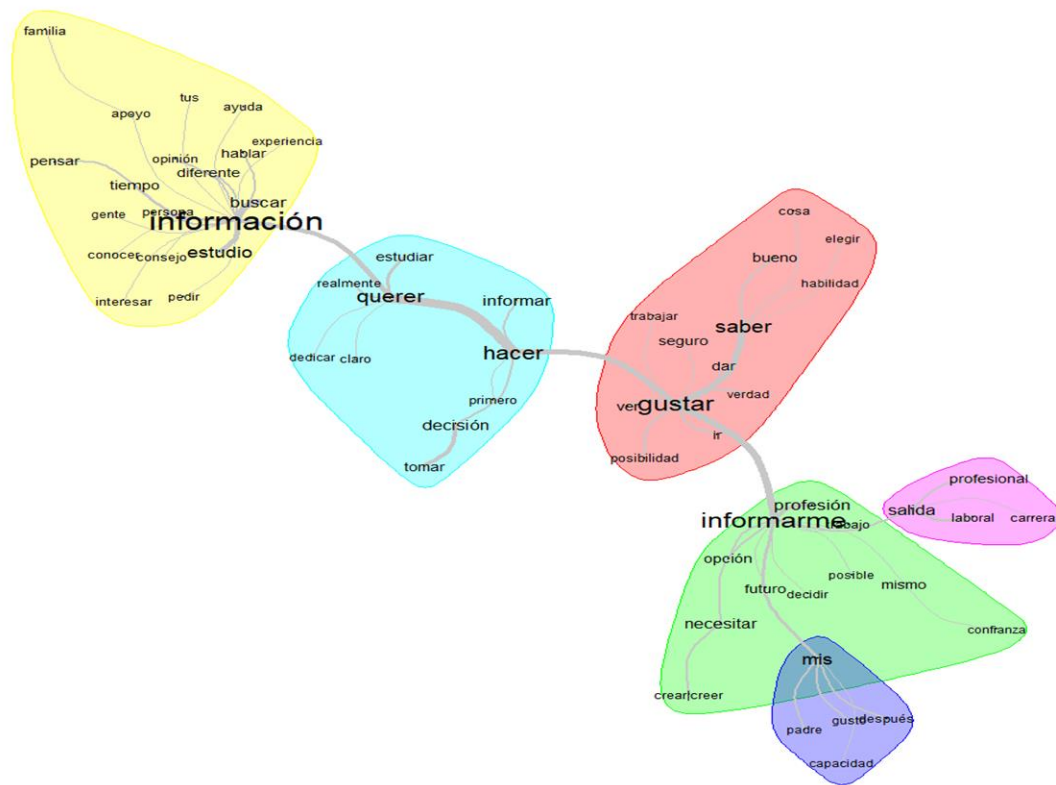 familia
apoyo
tus
ayuda
opinión
hablar
experiencia
pensar
diferente
tiempo
buscar
gente
persona
información
conocer
consejo
estudio
interesar
pedir
estudiar
realmente
querer
informar
dedicar
claro
hacer
primero
decisión
tomar
cosa
elegir
bueno
habilidad
trabajar
seguro
saber
dar
ver
gustar
verdad
ir
posibilidad
profesional
salida
laboral
carrera
profesión
informarme
trabajo
opción
futuro
decidir
posible
mismo
necesitar
confianza
crear/creer
mis
padre
gusto
después
capacidad